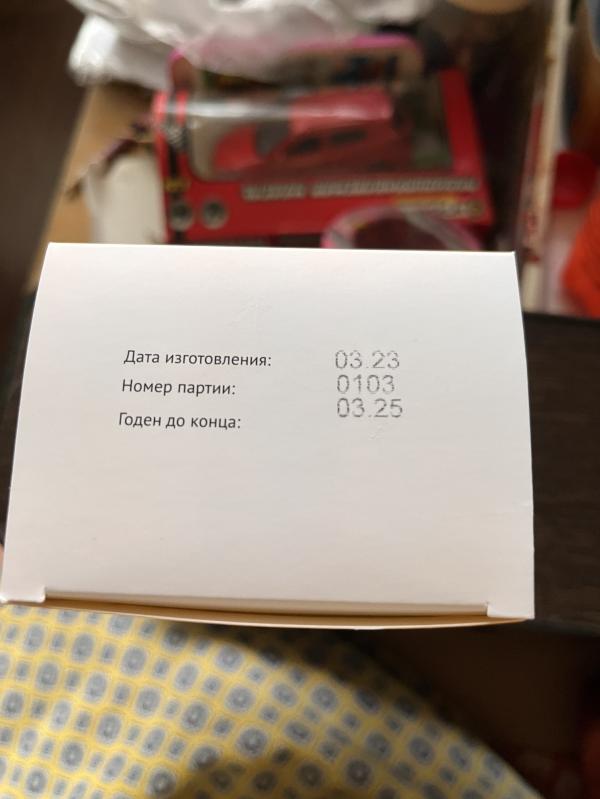 Дата изготовления: 03.23
Номер партии: 0103
Годен до конца: 03.25